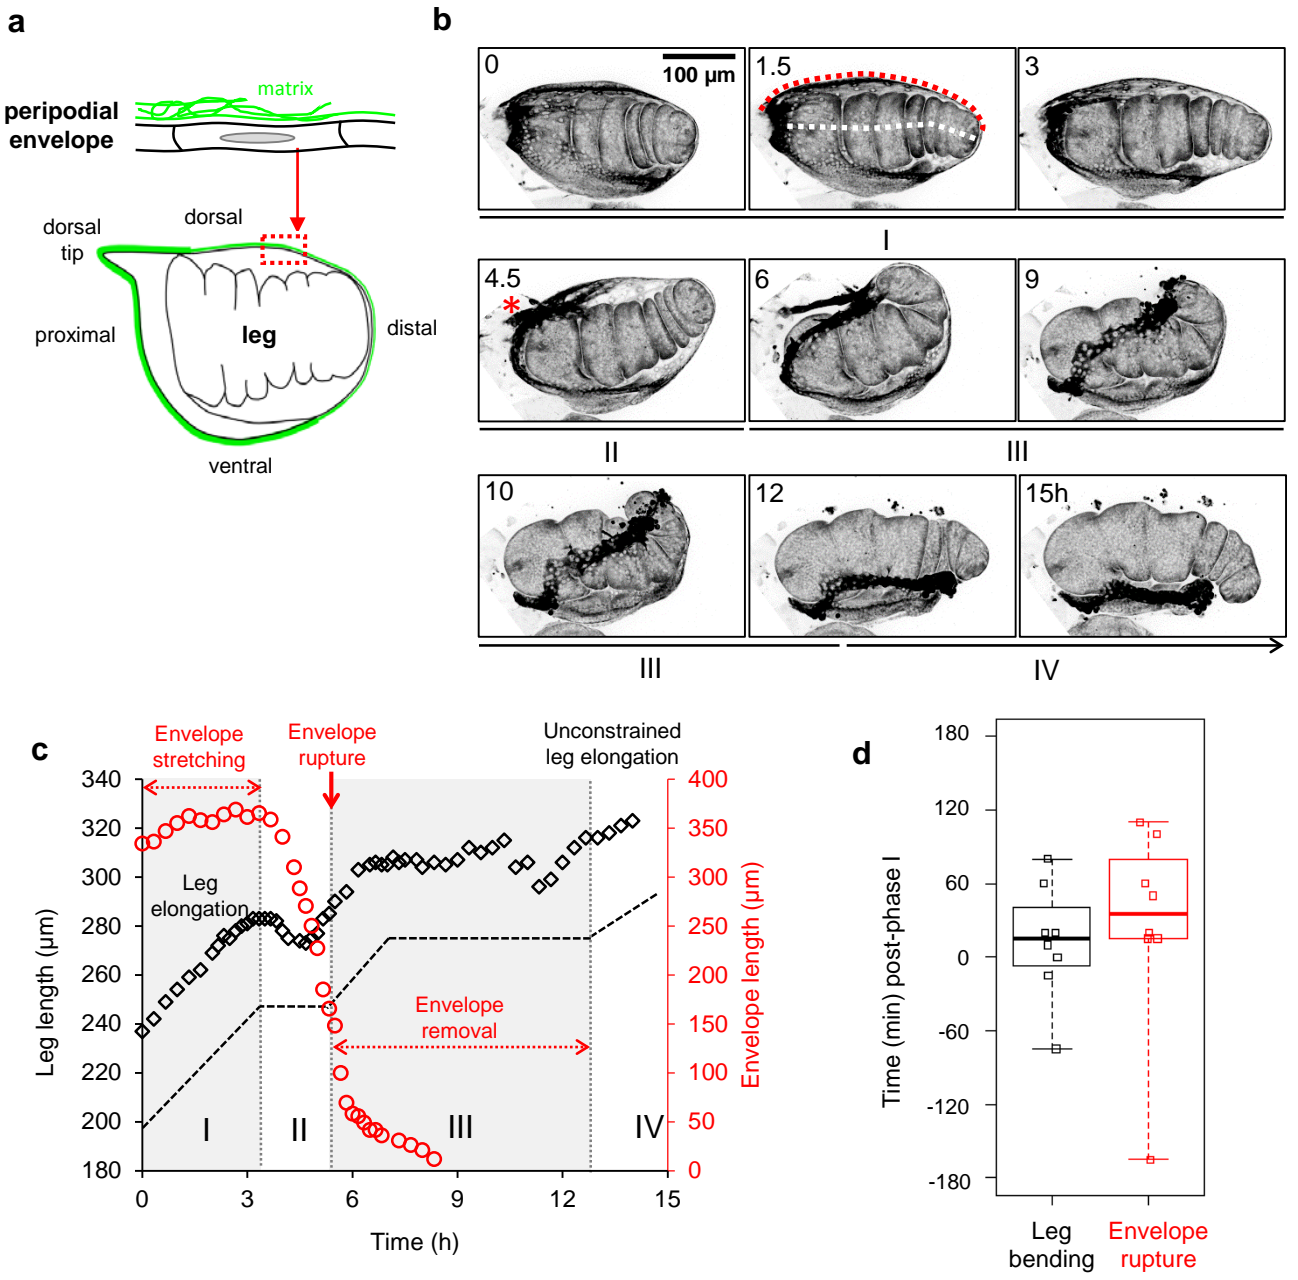 a
matrix
peripodial
envelope
dorsal
dorsal
tip
proximal
leg
distal
ventral
b
0
100 µm
1.5
3
I
4.5
*
6
9
II
III
10
12
15h
III
IV
c
Envelope
stretching
Envelope
rupture
Unconstrained
leg elongation
340
320
300
280
260
240
220
200
180
Leg length (µm)
Leg
elongation
Envelope
removal
I
II
III
IV
400
350
300
250
200
150
100
50
0
Envelope length (µm)
0
3
6
9
12
15
Time (h)
d
180
120
60
0
-60
-120
-180
Time (min) post-phase I
Leg
bending
Envelope
rupture